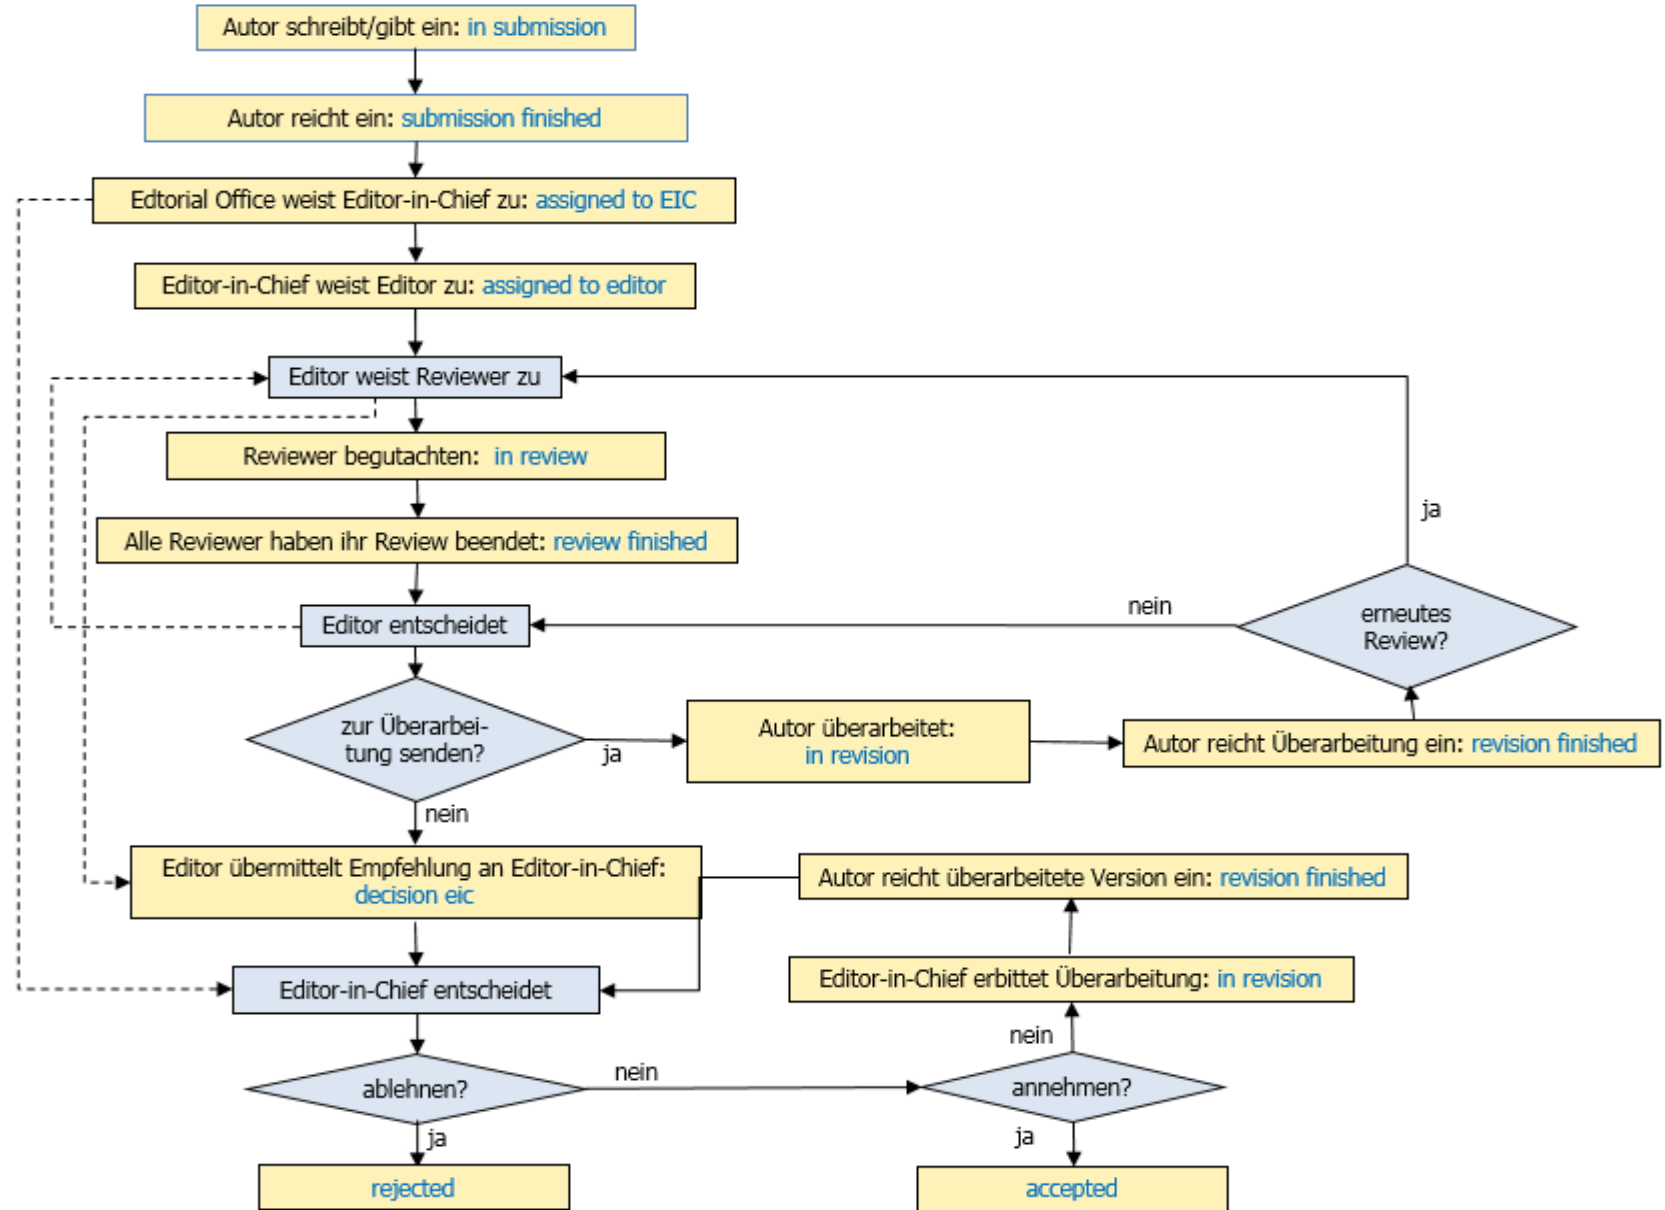 Autor schreibt/gibt ein: in submission
Autor reicht ein: submission finished
Edtorial Office weist Editor-in-Chief zu: assigned to EIC
Editor-in-Chief weist Editor zu: assigned to editor
Editor weist Reviewer zu
Reviewer begutachten: in review
ja
Alle Reviewer haben ihr Review beendet: review finished
nein
erneutes
Review?
Editor entscheidet
zur Überarbei-
tung senden?
ja
Autor überarbeitet:
in revision
Autor reicht Überarbeitung ein: revision finished
nein
Editor übermittelt Empfehlung an Editor-in-Chief:
decision eic
Autor reicht überarbeitete Version ein: revision finished
Editor-in-Chief entscheidet
Editor-in-Chief erbittet Überarbeitung: in revision
nein
ablehnen?
nein
annehmen?
ja
ja
rejected
accepted